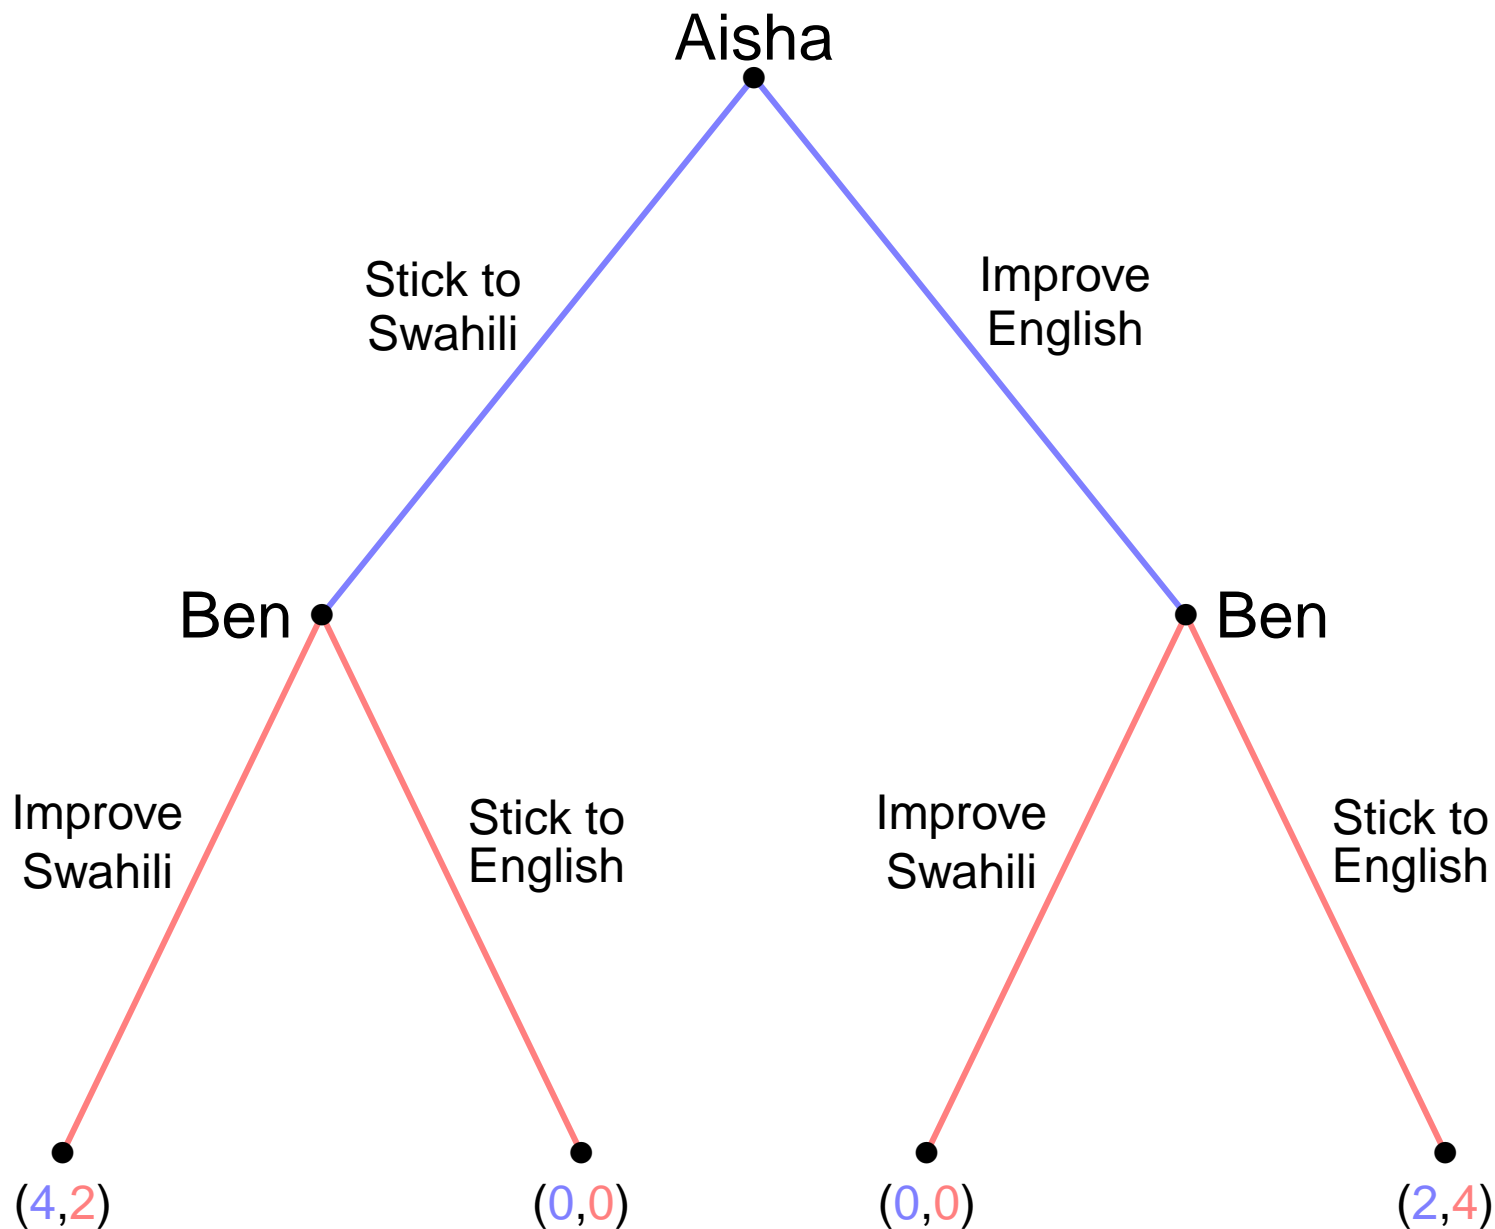 Aisha
Stick to
Swahili
Improve
English
Ben
Ben
Improve
Swahili
Stick to
English
Improve
Swahili
Stick to
English
(4,2)
(0,0)
(0,0)
(2,4)